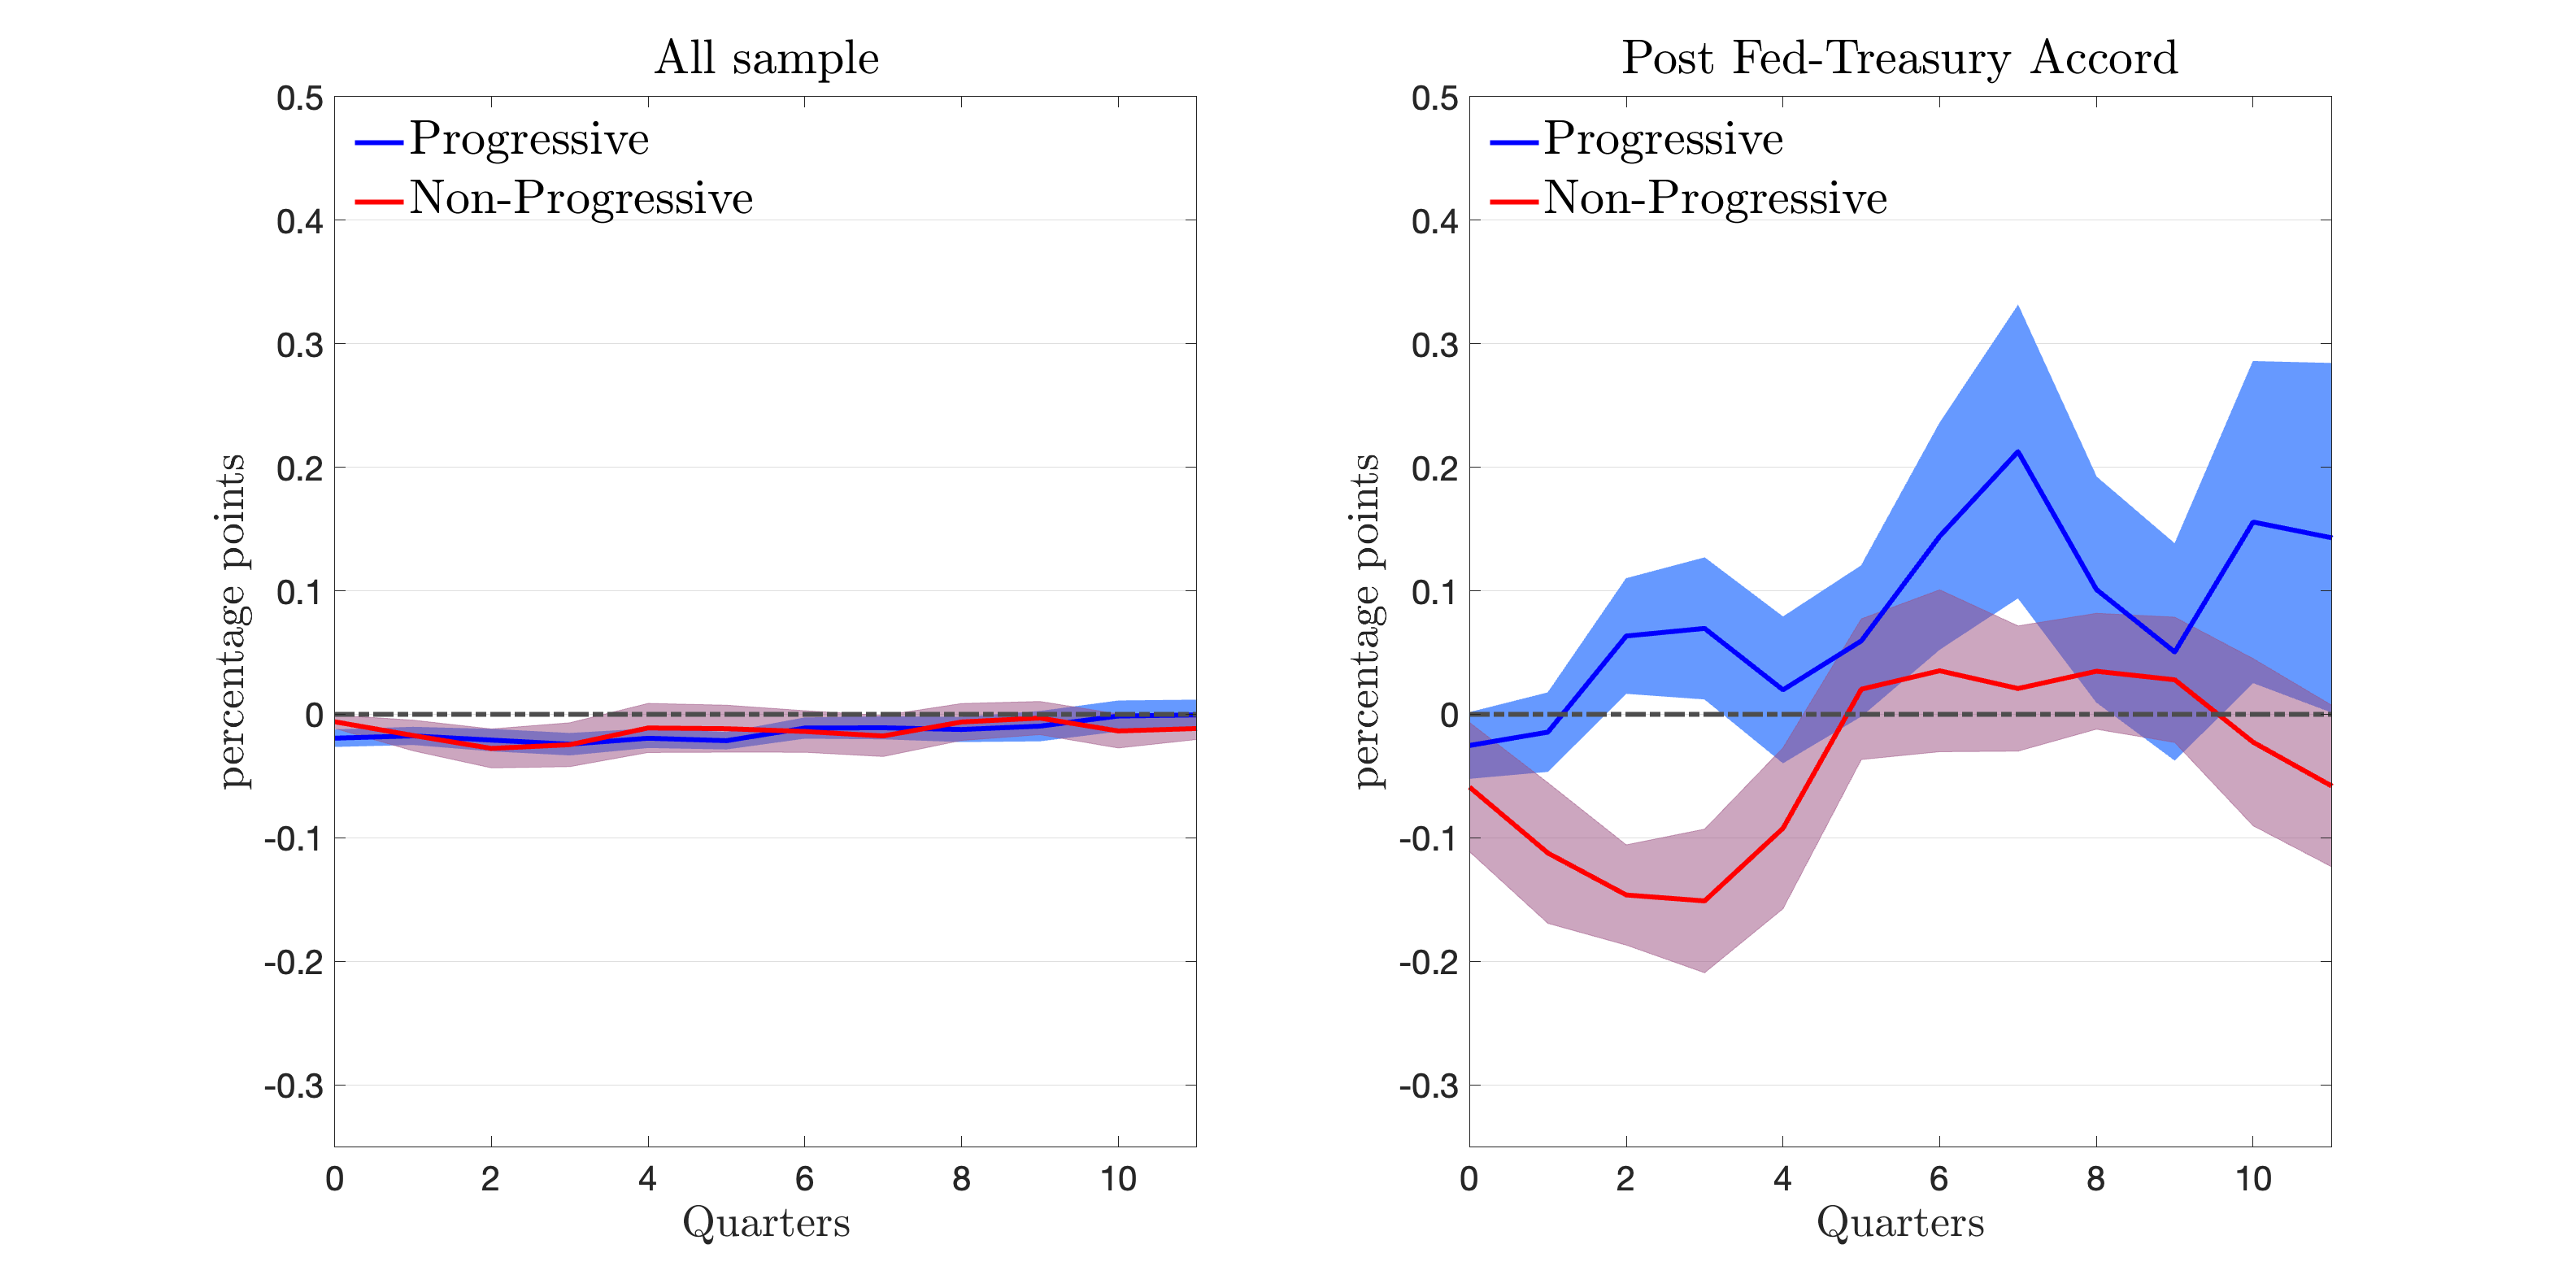 All sample
0.5
0.4
0.3
0.2
0.1
0
-0.1
-0.2
-0.3
percentage points
Progressive
Non-Progressive
0 2 4 6 8 10
Quarters
Post Fed-Treasury Accord
0.5
0.4
0.3
0.2
0.1
0
-0.1
-0.2
-0.3
percentage points
Progressive
Non-Progressive
0 2 4 6 8 10
Quarters